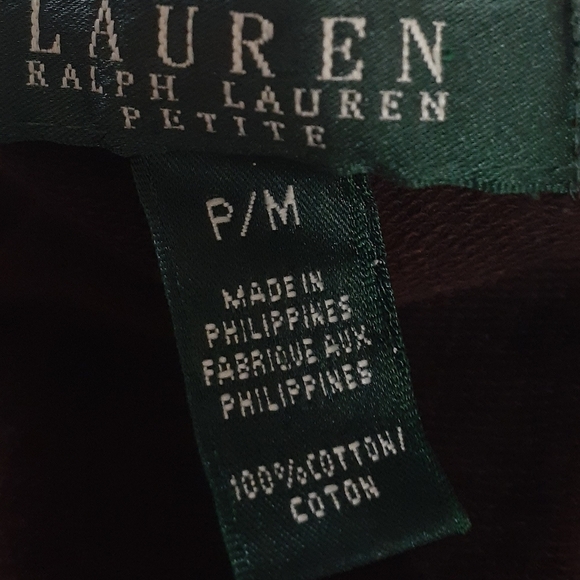 LAUREN
RALPH LAUREN
PETITE
P/M
MADE IN
PHILIPPINES
FABRIQUE AUX
PHILIPPINES
100%COTTON/
COTON